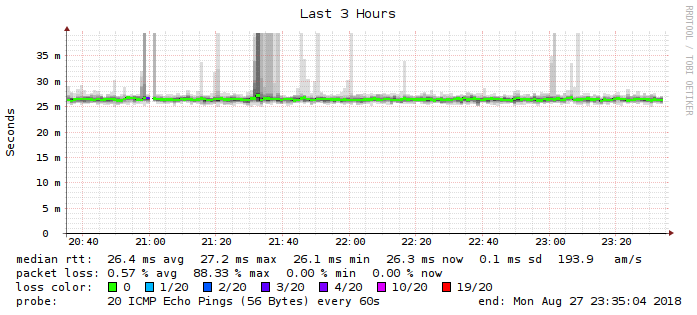 Last 3 Hours
RRDTOOL / TOBI OETIKER
Seconds
35 m
30 m
25 m
20 m
15 m
10 m
5 m
0
20:40 21:00 21:20 21:40 22:00 22:20 22:40 23:00 23:20
median rtt: 26.4 ms avg 27.2 ms max 26.1 ms min 26.3 ms now 0.1 ms sd 193.9 am/s
packet loss: 0.57 % avg 88.33 % max 0.00 % min 0.00 % now
loss color: 0 1/20 2/20 3/20 4/20 10/20 19/20
probe: 20 ICMP Echo Pings (56 Bytes) every 60s end: Mon Aug 27 23:35:04 2018